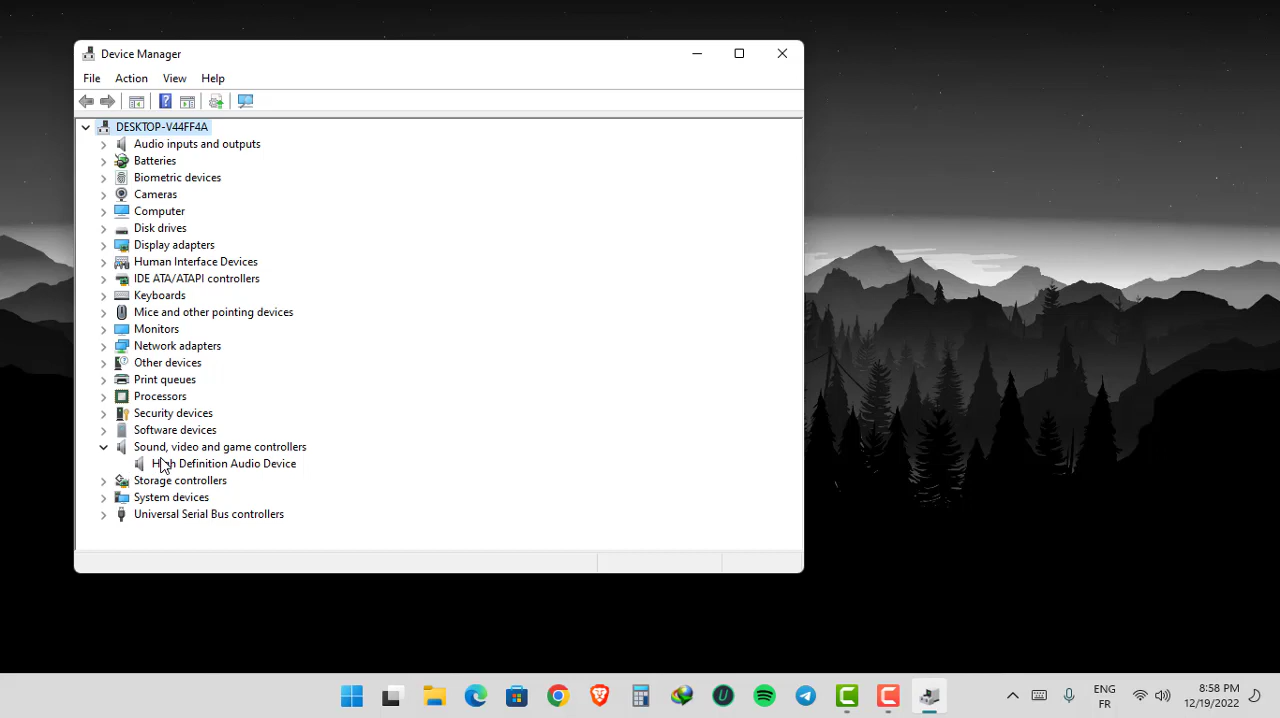 Device Manager
File Action View Help
DESKTOP-V44FF4A
Audio inputs and outputs
Batteries
Biometric devices
Cameras
Computer
Disk drives
Display adapters
Human Interface Devices
IDE ATA/ATAPI controllers
Keyboards
Mice and other pointing devices
Monitors
Network adapters
Other devices
Print queues
Processors
Security devices
Software devices
Sound, video and game controllers
High Definition Audio Device
Storage controllers
System devices
Universal Serial Bus controllers
ENG 8:58 PM
FR 12/19/2022